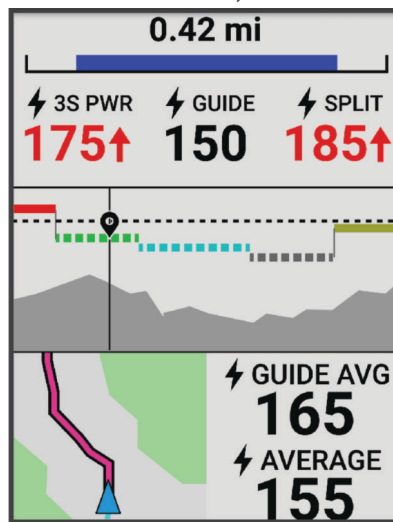 0.42 mi
3S PWR GUIDE SPLIT
175 150 185
GUIDE AVG
165
AVERAGE
155